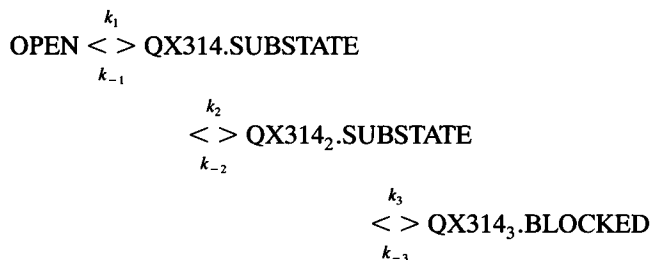 k₁
OPEN < > QX314.SUBSTATE
k₋₁
k₂
< > QX314₂.SUBSTATE
k₋₂
k₃
< > QX314₃.BLOCKED
k₋₃